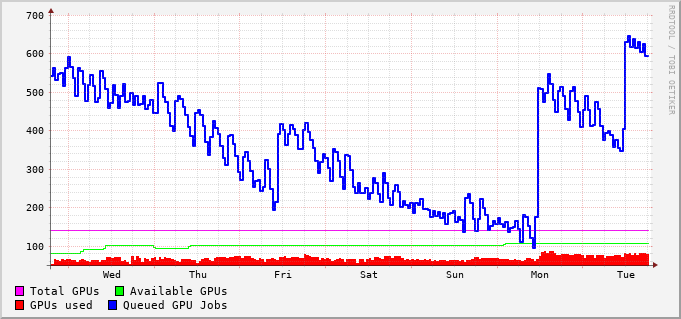 700
600
500
400
300
200
100
Wed Thu Fri Sat Sun Mon Tue
Total GPUs Available GPUs
GPUs used Queued GPU Jobs
RRDTOOL / TOBI OETIKER